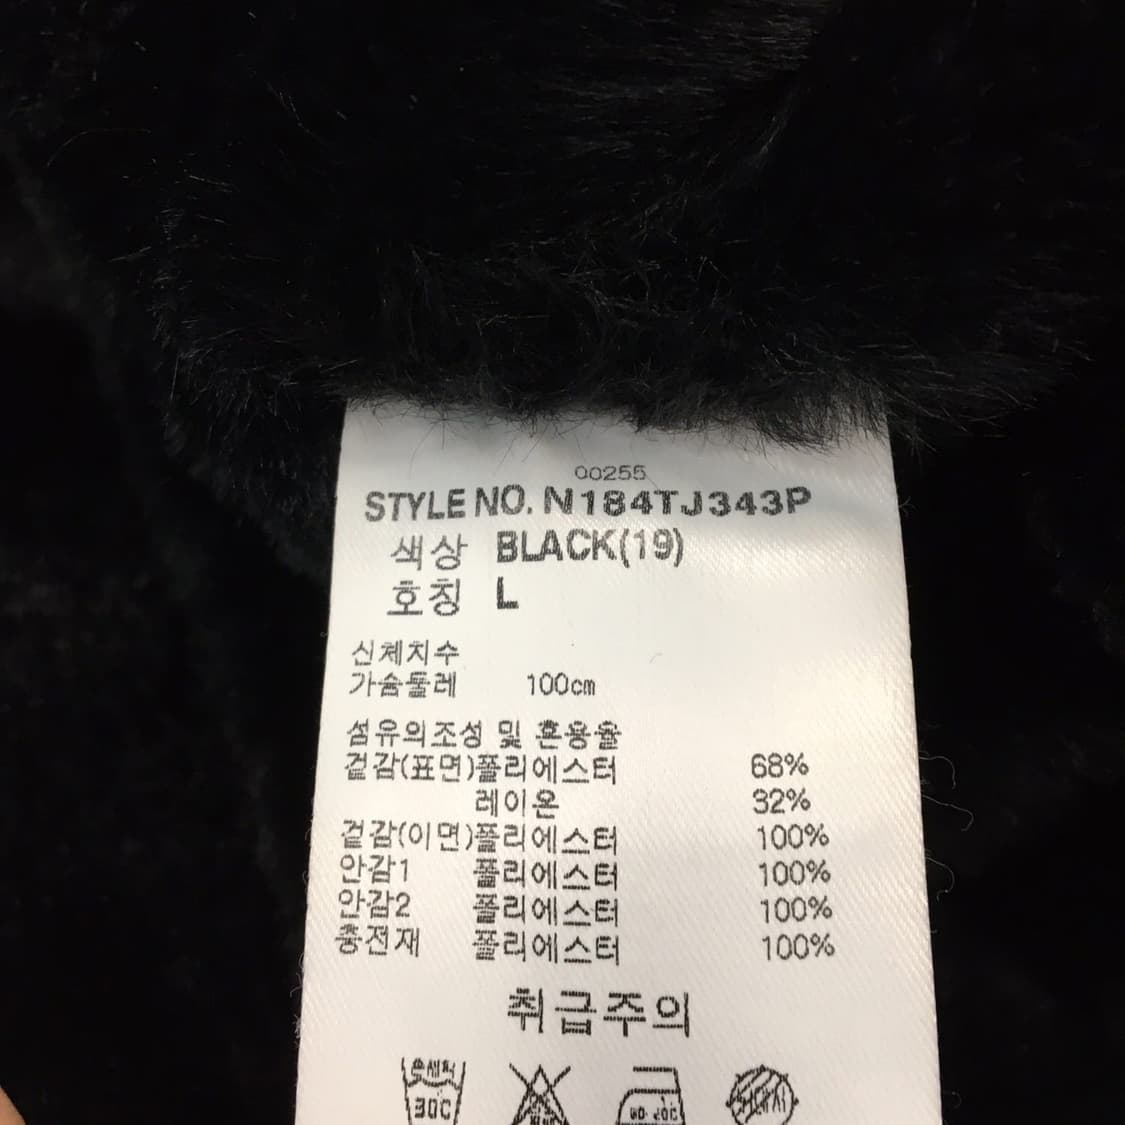 00255
STYLE NO. N184TJ343P
색상 BLACK(19)
호칭 L
신체치수
가슴둘레 100cm
섬유의조성 및 혼용율
겉감(표면)폴리에스터 68%
레이온 32%
겉감(이면)폴리에스터 100%
안감1 폴리에스터 100%
안감2 폴리에스터 100%
충전재 폴리에스터 100%
취급주의
30C